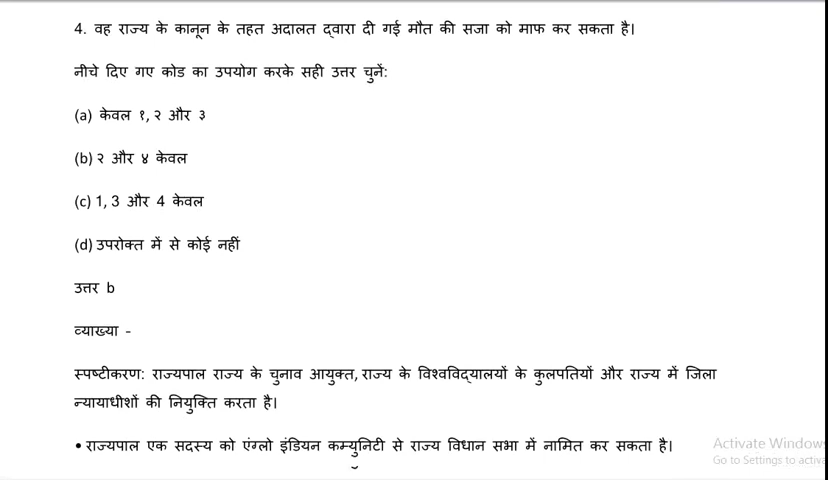 4. वह राज्य के कानून के तहत अदालत द्वारा दी गई मौत की सजा को माफ कर सकता है।
नीचे दिए गए कोड का उपयोग करके सही उत्तर चुनें:
(a) केवल १, २ और ३
(b) २ और ४ केवल
(c) 1, 3 और 4 केवल
(d) उपरोक्त में से कोई नहीं
उत्तर b
व्याख्या -
स्पष्टीकरण: राज्यपाल राज्य के चुनाव आयुक्त, राज्य के विश्वविद्यालयों के कुलपतियों और राज्य में जिला
न्यायाधीशों की नियुक्ति करता है।
• राज्यपाल एक सदस्य को एंग्लो इंडियन कम्युनिटी से राज्य विधान सभा में नामित कर सकता है।
Activate Window
Go to Settings to activa